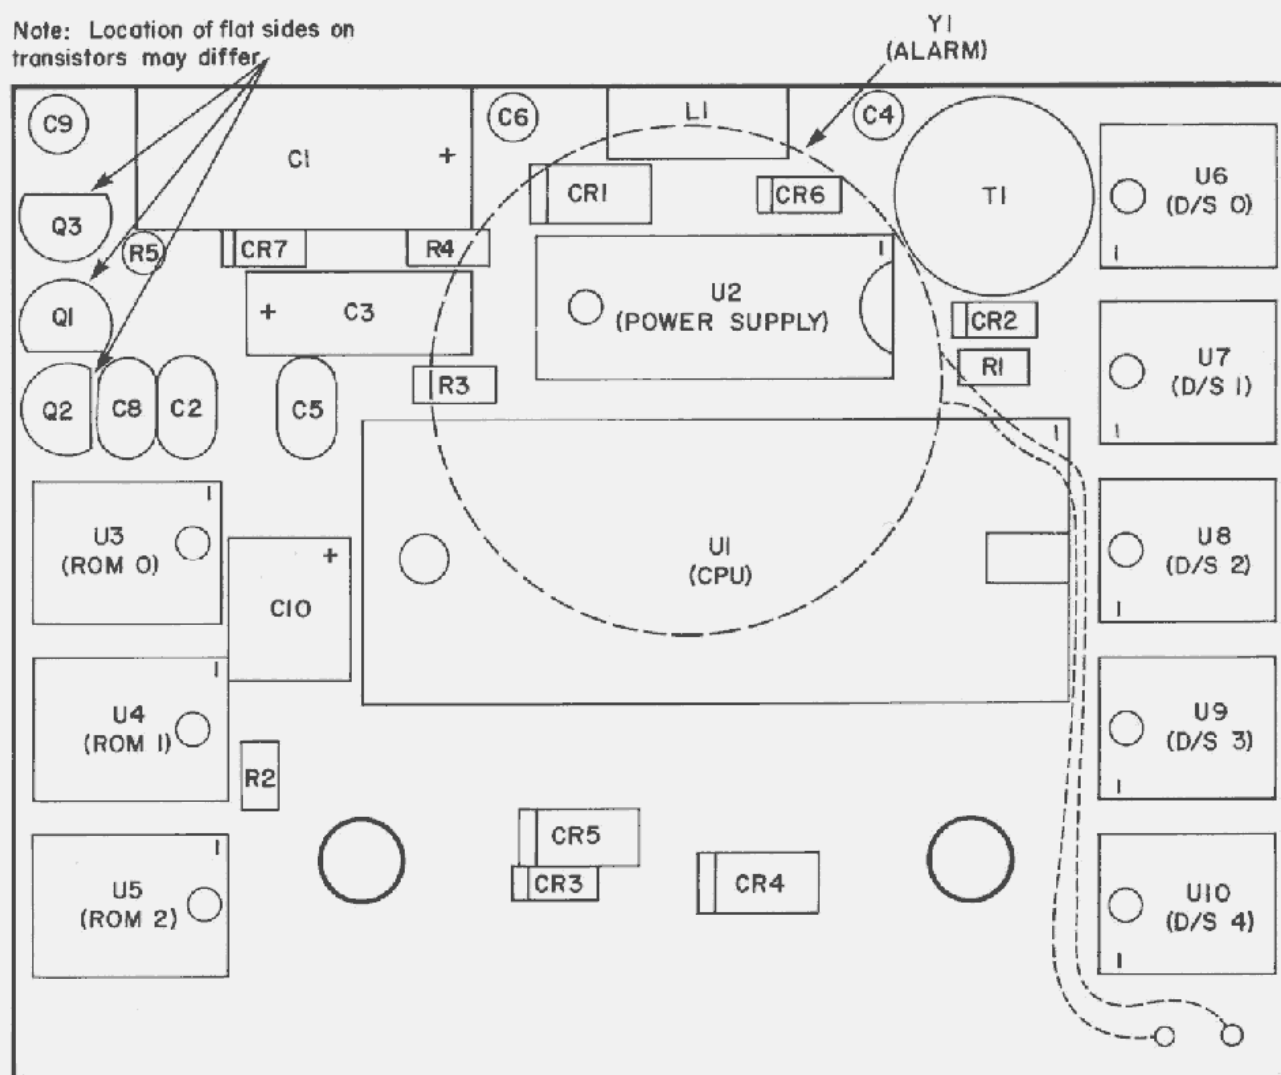 Note: Location of flat sides on
transistors may differ
Y1
(ALARM)
C9
C1
+
C6
L1
C4
T1
U6
(D/S 0)
1
CR1
CR6
Q3
R5
CR7
R4
1
U2
(POWER SUPPLY)
+ C3
Q1
CR2
R1
U7
(D/S 1)
1
R3
Q2
C8
C2
C5
1
U1
(CPU)
1
U3
(ROM 0)
+
C10
U8
(D/S 2)
1
1
U4
(ROM 1)
R2
U9
(D/S 3)
1
1
U5
(ROM 2)
CR5
CR3
CR4
U10
(D/S 4)
1